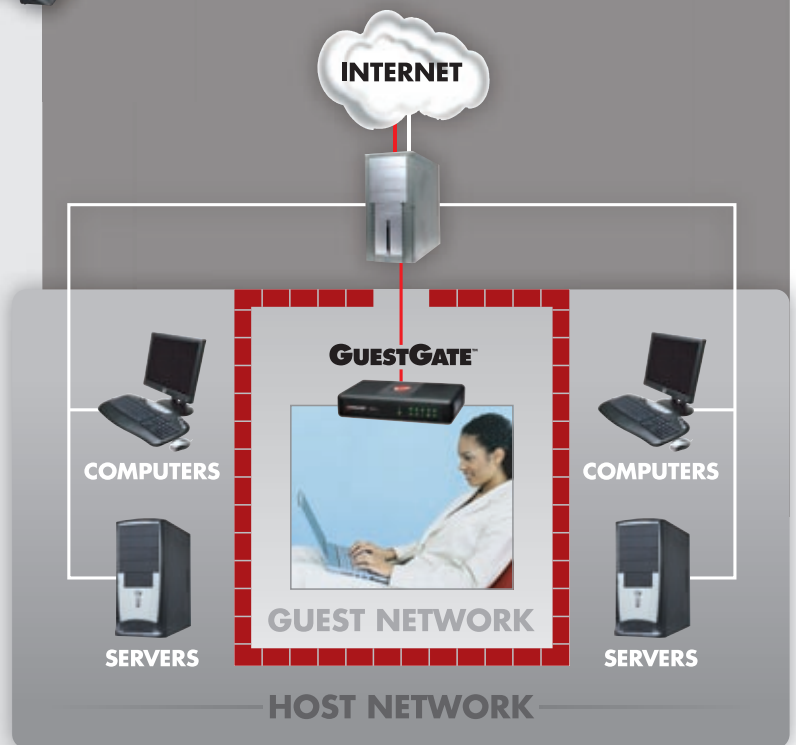 INTERNET
GUESTGATE™
COMPUTERS
COMPUTERS
GUEST NETWORK
SERVERS
SERVERS
HOST NETWORK